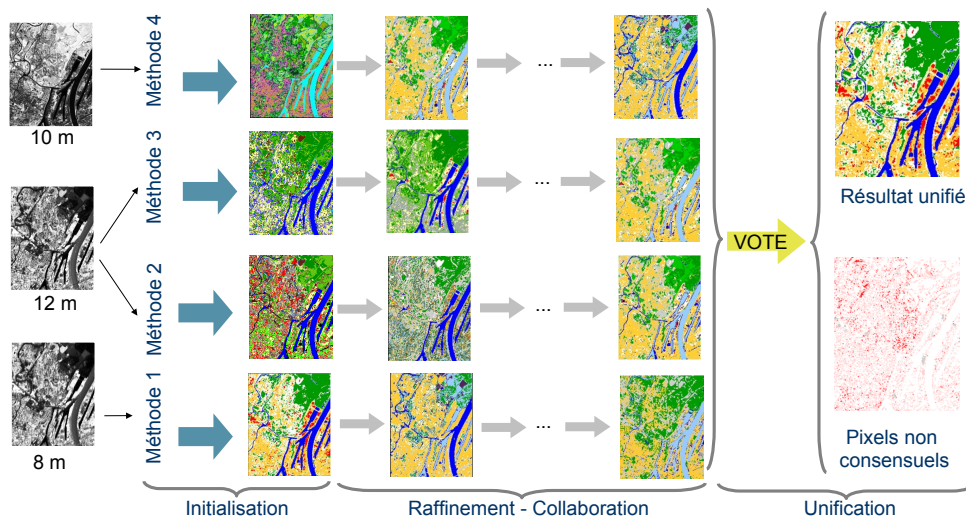 10 m
12 m
8 m
Méthode 4
Méthode 3
Méthode 2
Méthode 1
...
...
...
...
VOTE
Résultat unifié
Pixels non
consensuels
Initialisation
Raffinement - Collaboration
Unification